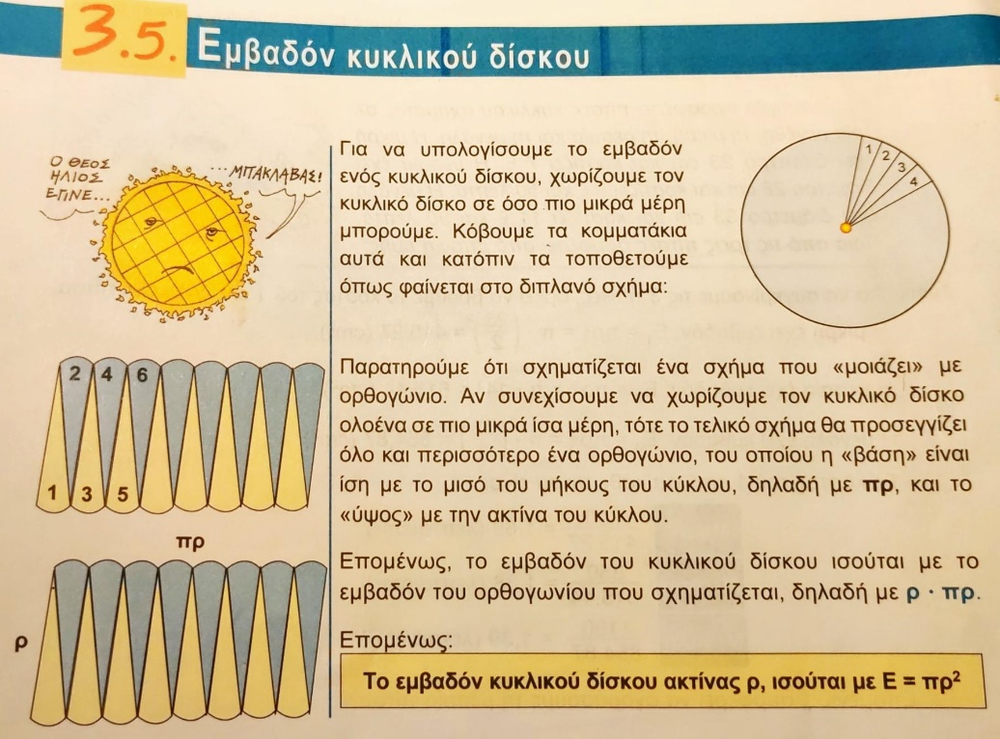 3.5. Εμβαδόν κυκλικού δίσκου
Ο ΘΕΟΣ
ΗΛΙΟΣ
ΕΓΙΝΕ...
...ΜΠΑΚΛΑΒΑΣ!
Για να υπολογίσουμε το εμβαδόν
ενός κυκλικού δίσκου, χωρίζουμε τον
κυκλικό δίσκο σε όσο πιο μικρά μέρη
μπορούμε. Κόβουμε τα κομματάκια
αυτά και κατόπιν τα τοποθετούμε
όπως φαίνεται στο διπλανό σχήμα:
1
2
3
4
2 4 6
1 3 5
Παρατηρούμε ότι σχηματίζεται ένα σχήμα που «μοιάζει» με
ορθογώνιο. Αν συνεχίσουμε να χωρίζουμε τον κυκλικό δίσκο
ολοένα σε πιο μικρά ίσα μέρη, τότε το τελικό σχήμα θα προσεγγίζει
όλο και περισσότερο ένα ορθογώνιο, του οποίου η «βάση» είναι
ίση με το μισό του μήκους του κύκλου, δηλαδή με πρ, και το
«ύψος» με την ακτίνα του κύκλου.
πρ
ρ
Επομένως, το εμβαδόν του κυκλικού δίσκου ισούται με το
εμβαδόν του ορθογωνίου που σχηματίζεται, δηλαδή με ρ · πρ.
Επομένως:
Το εμβαδόν κυκλικού δίσκου ακτίνας ρ, ισούται με Ε = πρ²